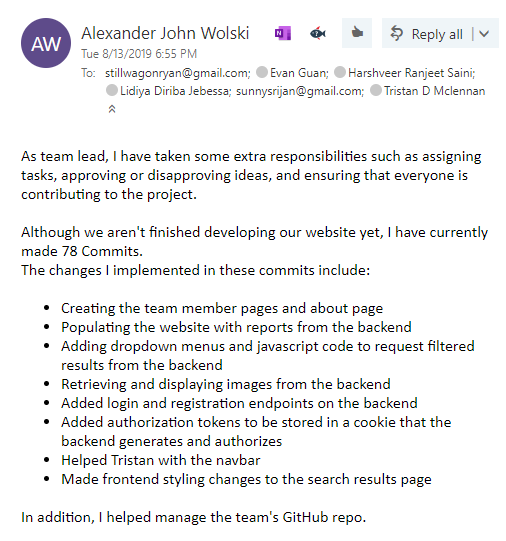 AW
Alexander John Wolski
Reply all
Tue 8/13/2019 6:55 PM
To: stillwagonryan@gmail.com; Evan Guan; Harshveer Ranjeet Saini;
Lidiya Diriba Jebessa; sunnysrijan@gmail.com; Tristan D Mclennan
As team lead, I have taken some extra responsibilities such as assigning
tasks, approving or disapproving ideas, and ensuring that everyone is
contributing to the project.
Although we aren't finished developing our website yet, I have currently
made 78 Commits.
The changes I implemented in these commits include:
• Creating the team member pages and about page
• Populating the website with reports from the backend
• Adding dropdown menus and javascript code to request filtered
results from the backend
• Retrieving and displaying images from the backend
• Added login and registration endpoints on the backend
• Added authorization tokens to be stored in a cookie that the
backend generates and authorizes
• Helped Tristan with the navbar
• Made frontend styling changes to the search results page
In addition, I helped manage the team's GitHub repo.